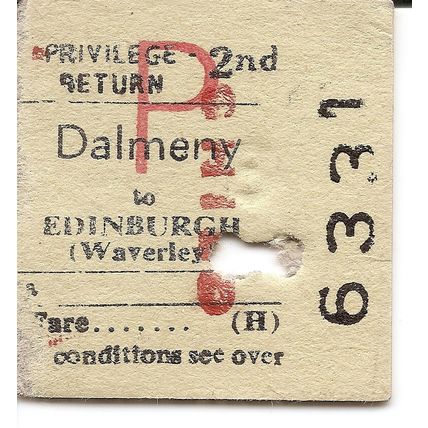 PRIVILEGE - 2nd
RETURN
P
Dalmeny
to
EDINBURGH
(Waverley)
Fare....... (H)
conditions see over
6331